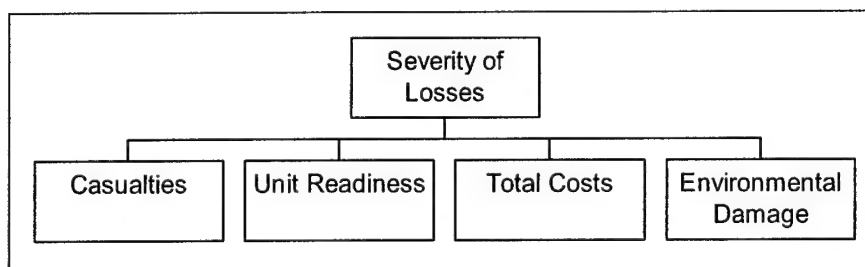 Severity of
Losses
Casualties
Unit Readiness
Total Costs
Environmental
Damage